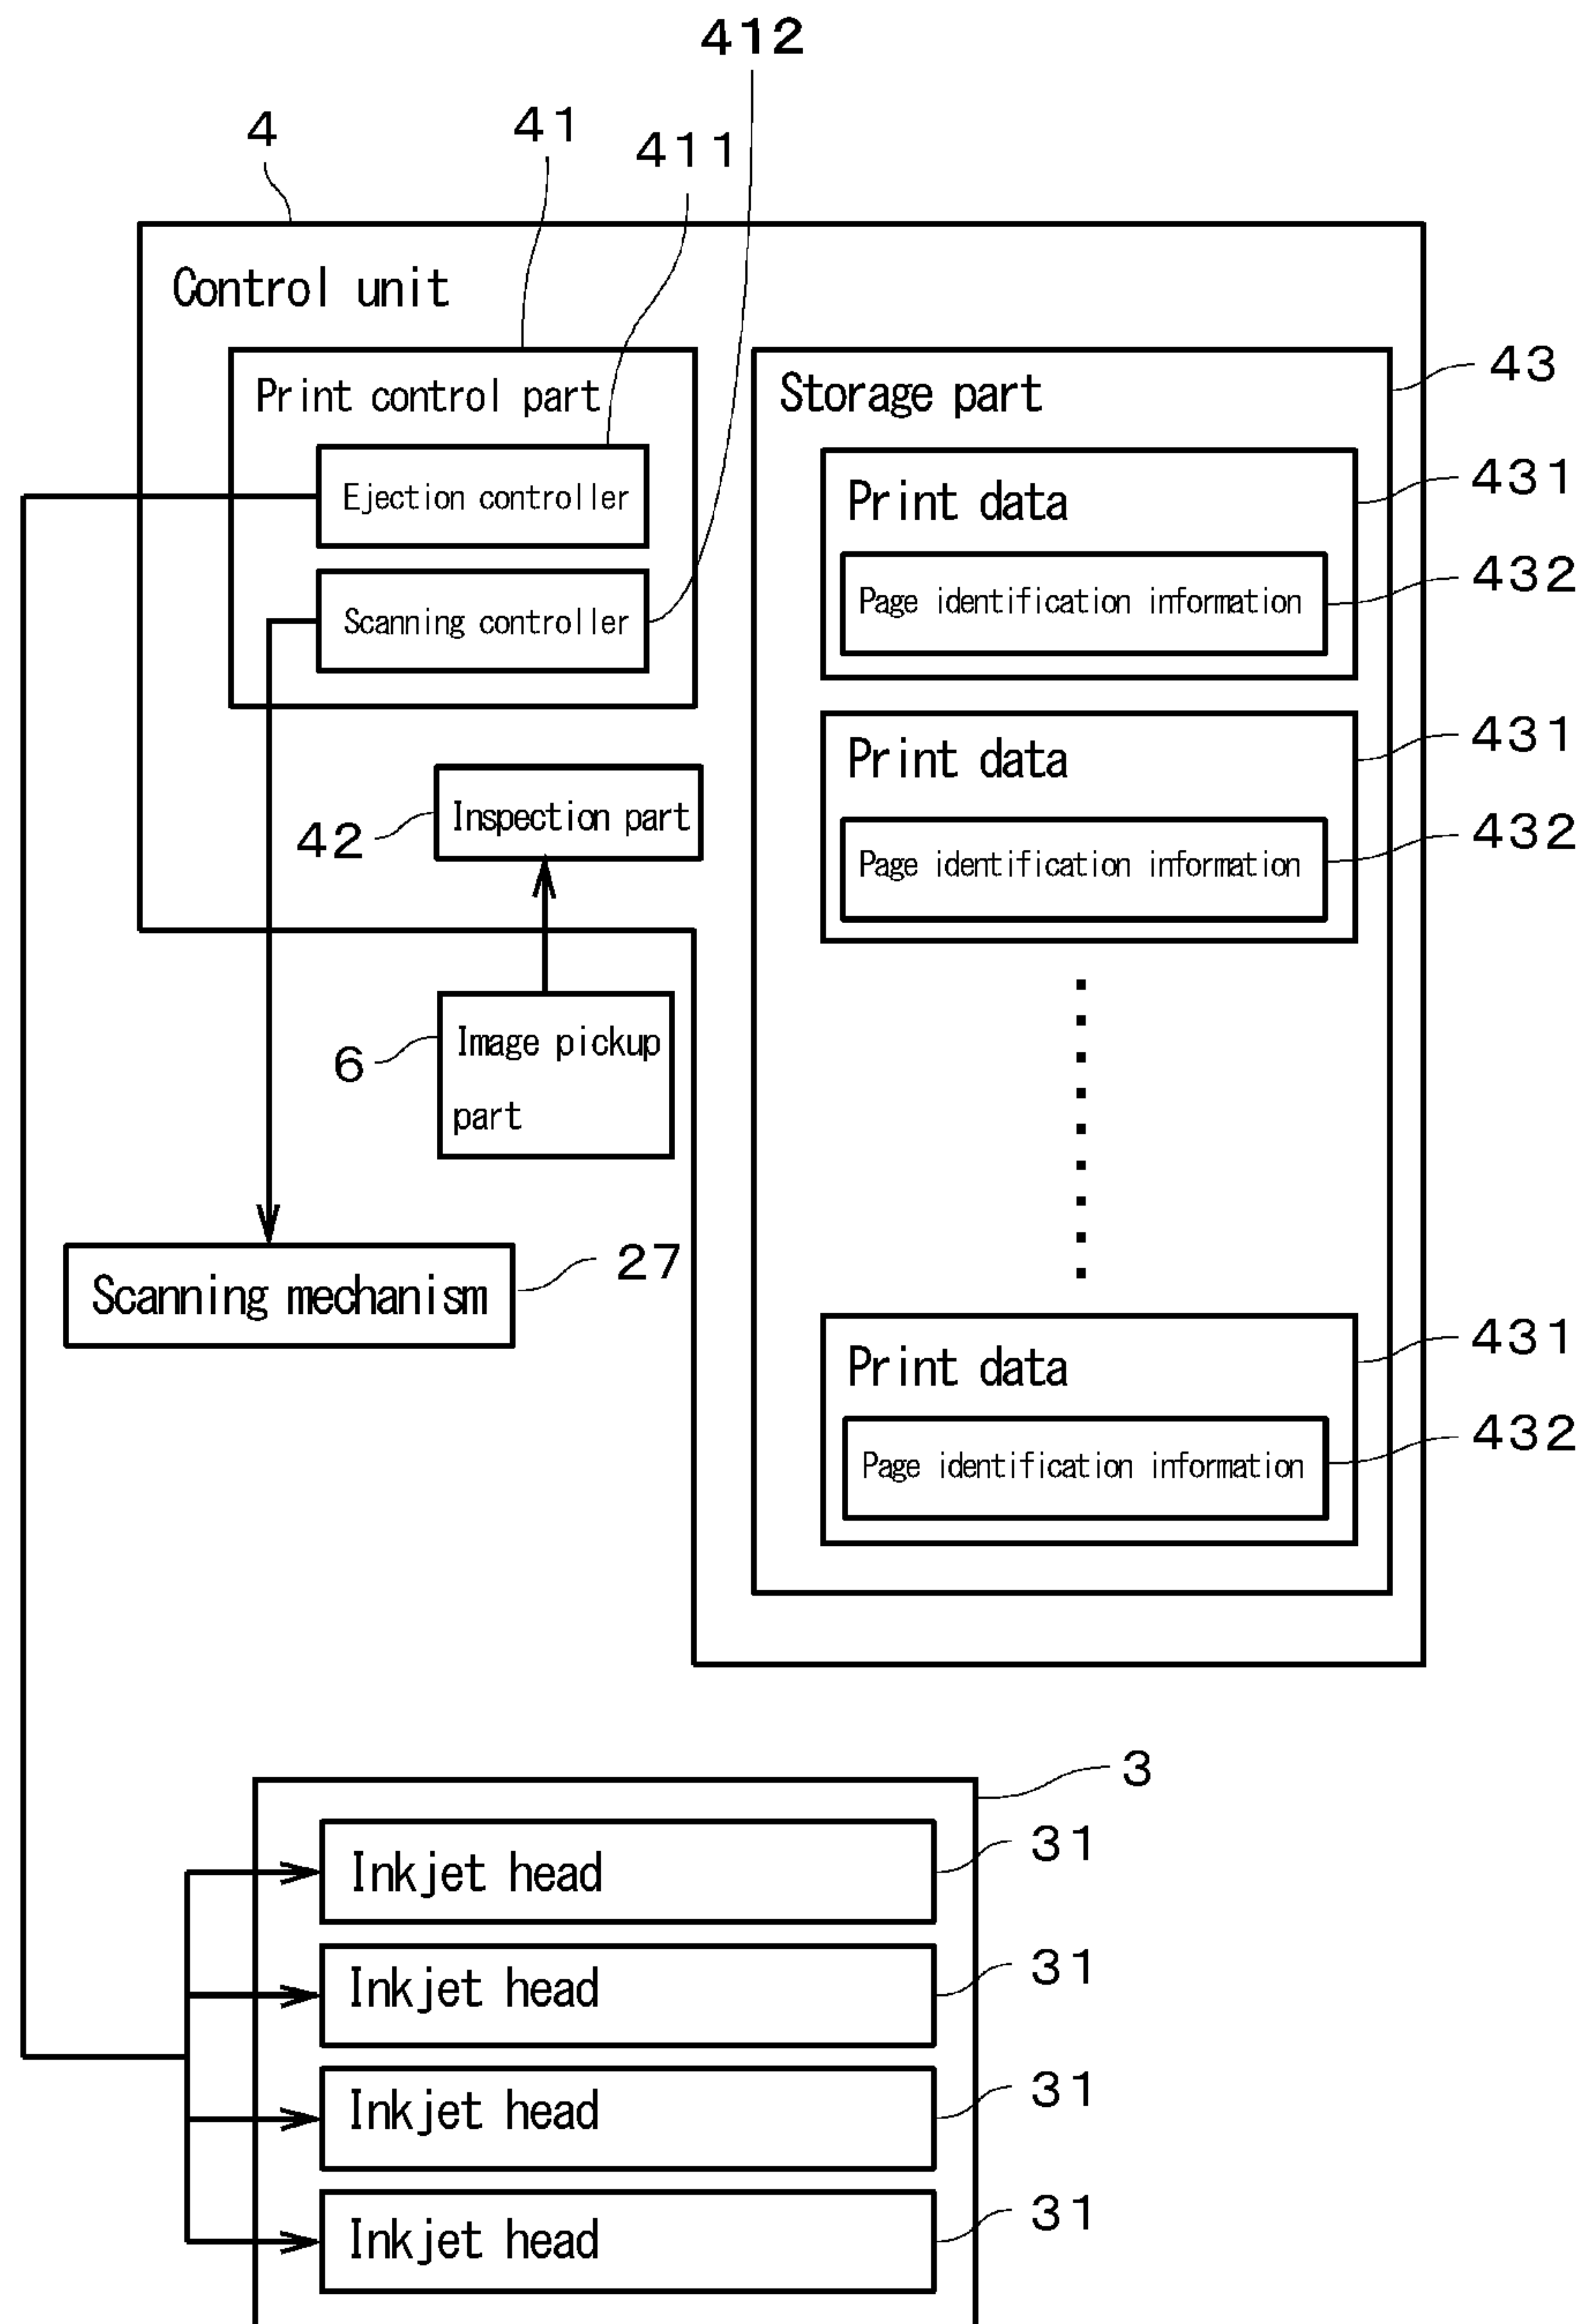 412
4
41
411
Control unit
Print control part
Storage part
43
Ejection controller
Print data
431
Page identification information
432
Scanning controller
Print data
431
42
Inspection part
Page identification information
432
6
Image pickup
part
27
Scanning mechanism
Print data
431
Page identification information
432
3
Inkjet head
31
Inkjet head
31
Inkjet head
31
Inkjet head
31